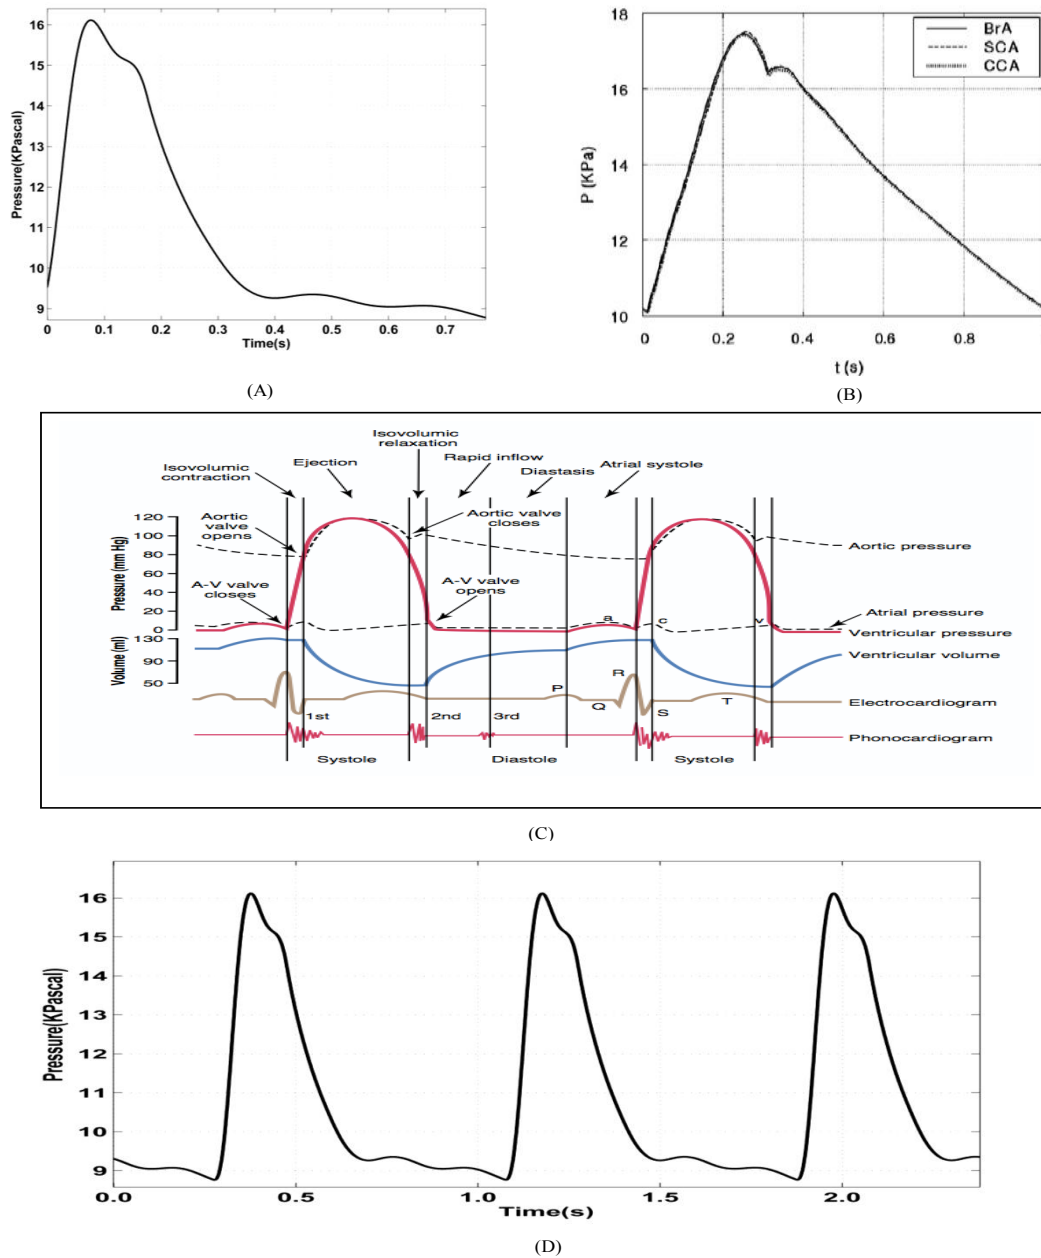 16
15
14
13
12
11
10
9
Pressure(KPascal)
0 0.1 0.2 0.3 0.4 0.5 0.6 0.7
Time(s)
(A)
18
16
14
12
10
P (KPa)
BrA
SCA
CCA
0 0.2 0.4 0.6 0.8
t (s)
(B)
Isovolumic
relaxation
Ejection
Rapid inflow
Isovolumic
contraction
Diastasis
Atrial systole
Aortic
valve
opens
Aortic valve
closes
A-V valve
closes
A-V valve
opens
Pressure (mm Hg)
120
100
80
60
40
20
0
Volume (ml)
130
90
50
a c v
Aortic pressure
Atrial pressure
Ventricular pressure
Ventricular volume
P Q R S T
Electrocardiogram
1st 2nd 3rd
Phonocardiogram
Systole Diastole Systole
(C)
16
15
14
13
12
11
10
9
Pressure(KPascal)
0.0 0.5 1.0 1.5 2.0
Time(s)
(D)